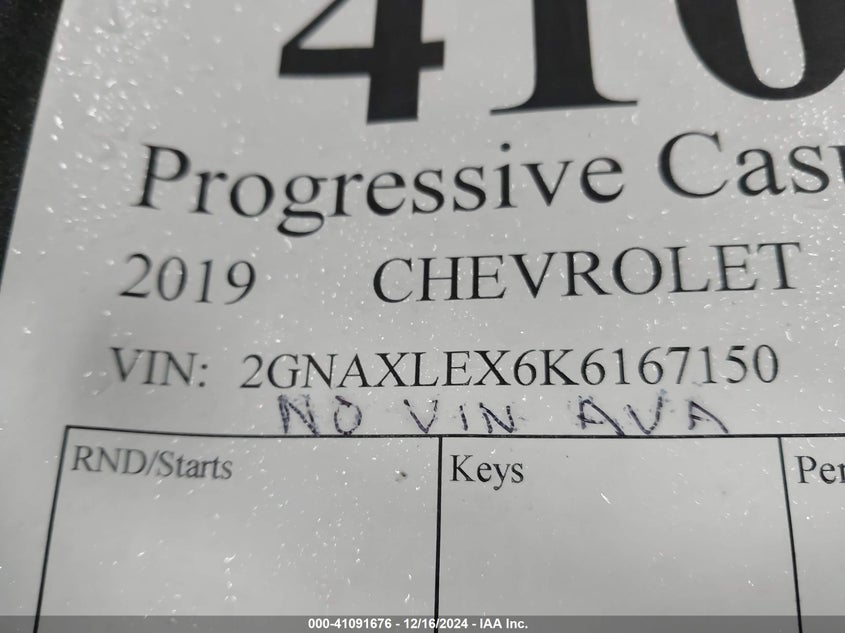 410
Progressive Cas
2019 CHEVROLET
VIN: 2GNAXLEX6K6167150
NO VIN AVA
RND/Starts Keys Per
000-41091676 - 12/16/2024 - IAA Inc.